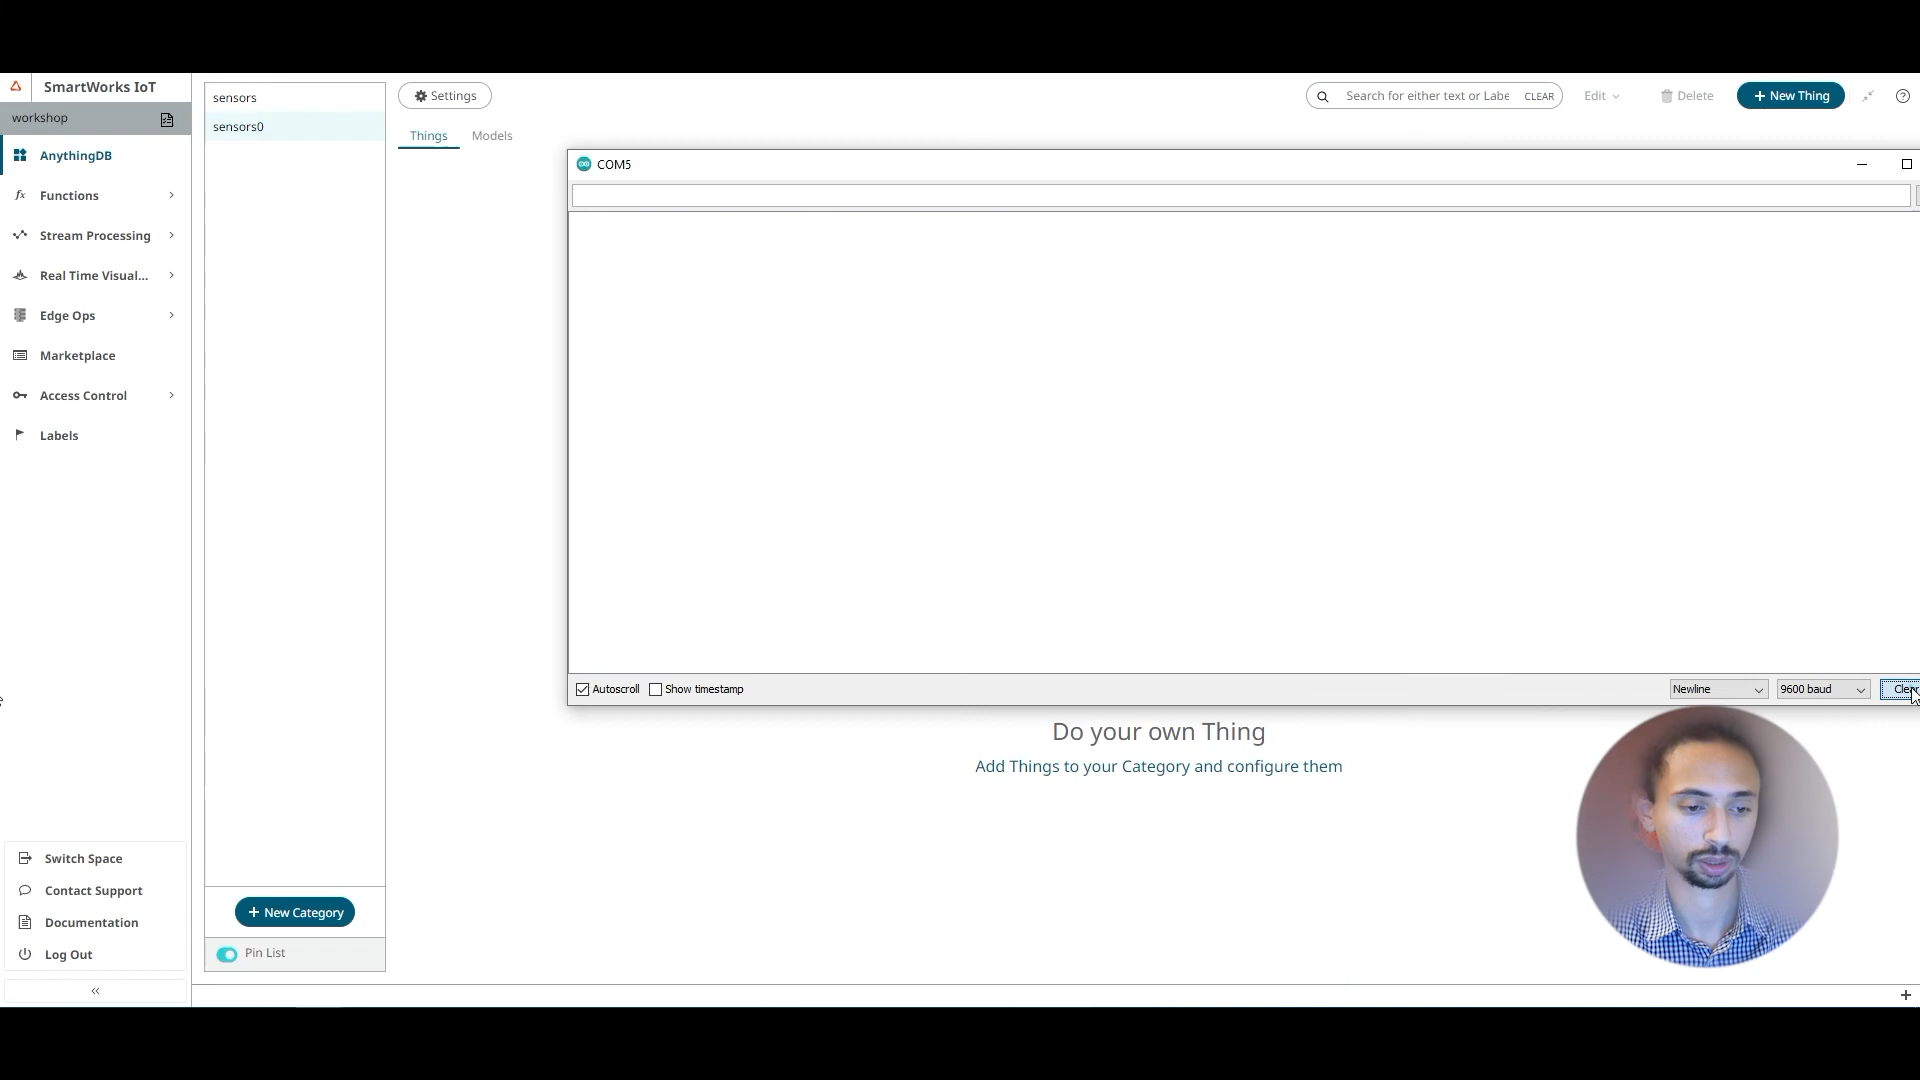 SmartWorks IoT
workshop
AnythingDB
Functions
Stream Processing
Real Time Visual...
Edge Ops
Marketplace
Access Control
Labels
Switch Space
Contact Support
Documentation
Log Out
«
sensors
sensors0
+ New Category
Pin List
Settings
Search for either text or Labe
CLEAR
Edit
Delete
+ New Thing
Things
Models
COM5
Autoscroll
Show timestamp
Newline
9600 baud
Clear
Do your own Thing
Add Things to your Category and configure them